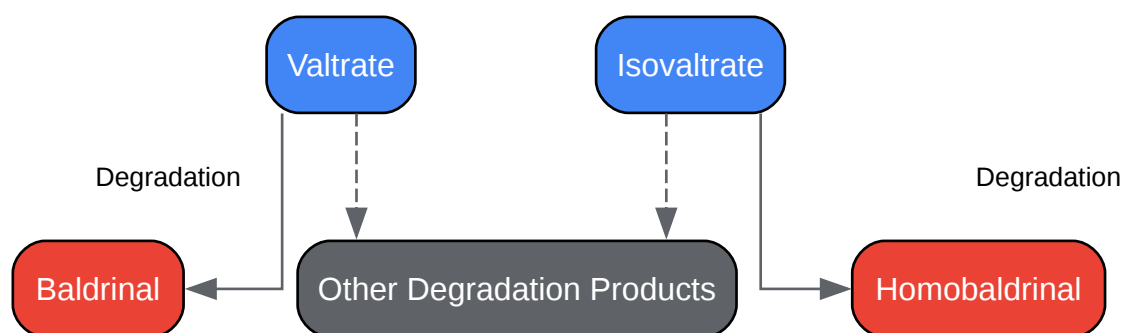 Valtrate
Isovaltrate
Degradation
Degradation
Baldrinal
Other Degradation Products
Homobaldrinal